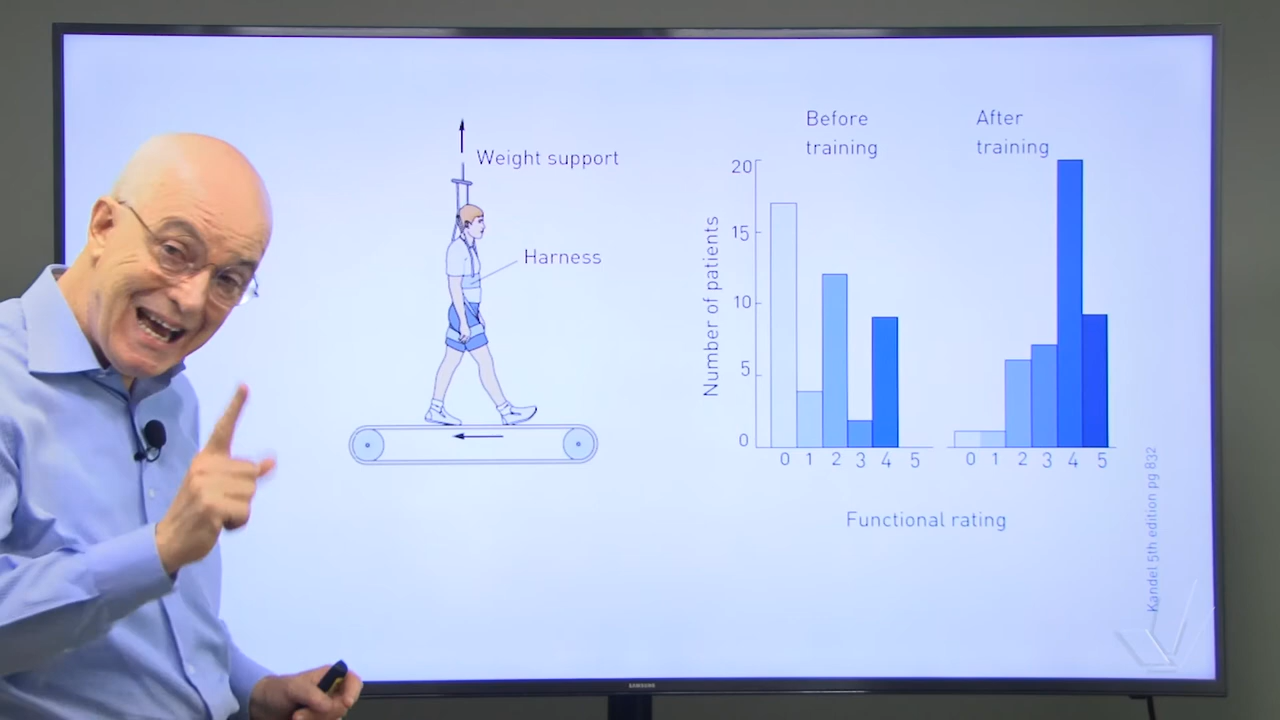 Weight support
Harness
Before
training
After
training
Number of patients
20
15
10
5
0
0 1 2 3 4 5
0 1 2 3 4 5
Functional rating
Kandel 5th edition pg 832
SAMSUNG